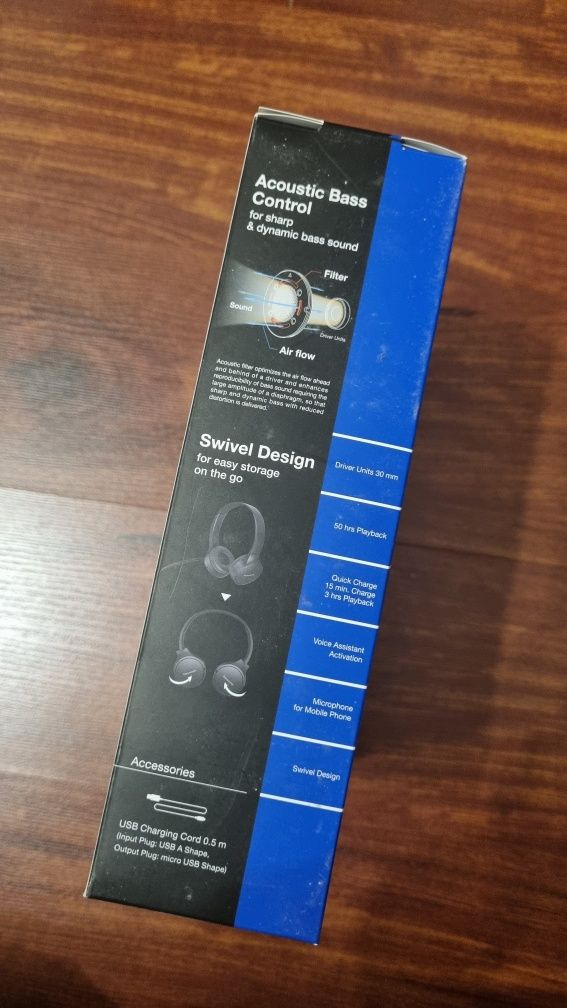 Acoustic Bass
Control
for sharp
& dynamic bass sound
Filter
Sound
Driver Units
Air flow
Acoustic filter optimizes the air flow ahead
and behind of a driver and enhances
reproducibility of bass sound requiring the
large amplitude of a diaphragm, so that
sharp and dynamic bass with reduced
distortion is delivered.
Swivel Design
for easy storage
on the go
Accessories
USB Charging Cord 0.5 m
(Input Plug: USB A Shape,
Output Plug: micro USB Shape)
Driver Units 30 mm
50 hrs Playback
Quick Charge
15 min. Charge
3 hrs Playback
Voice Assistant
Activation
Microphone
for Mobile Phone
Swivel Design